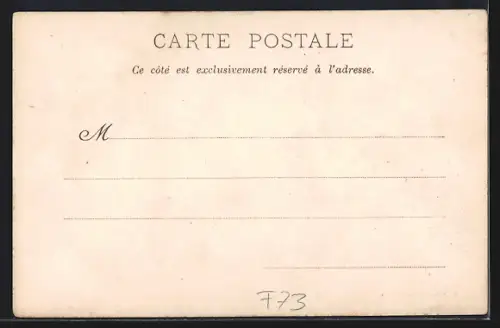 CARTE POSTALE
Ce côté est exclusivement réservé à l'adresse.
M
F73